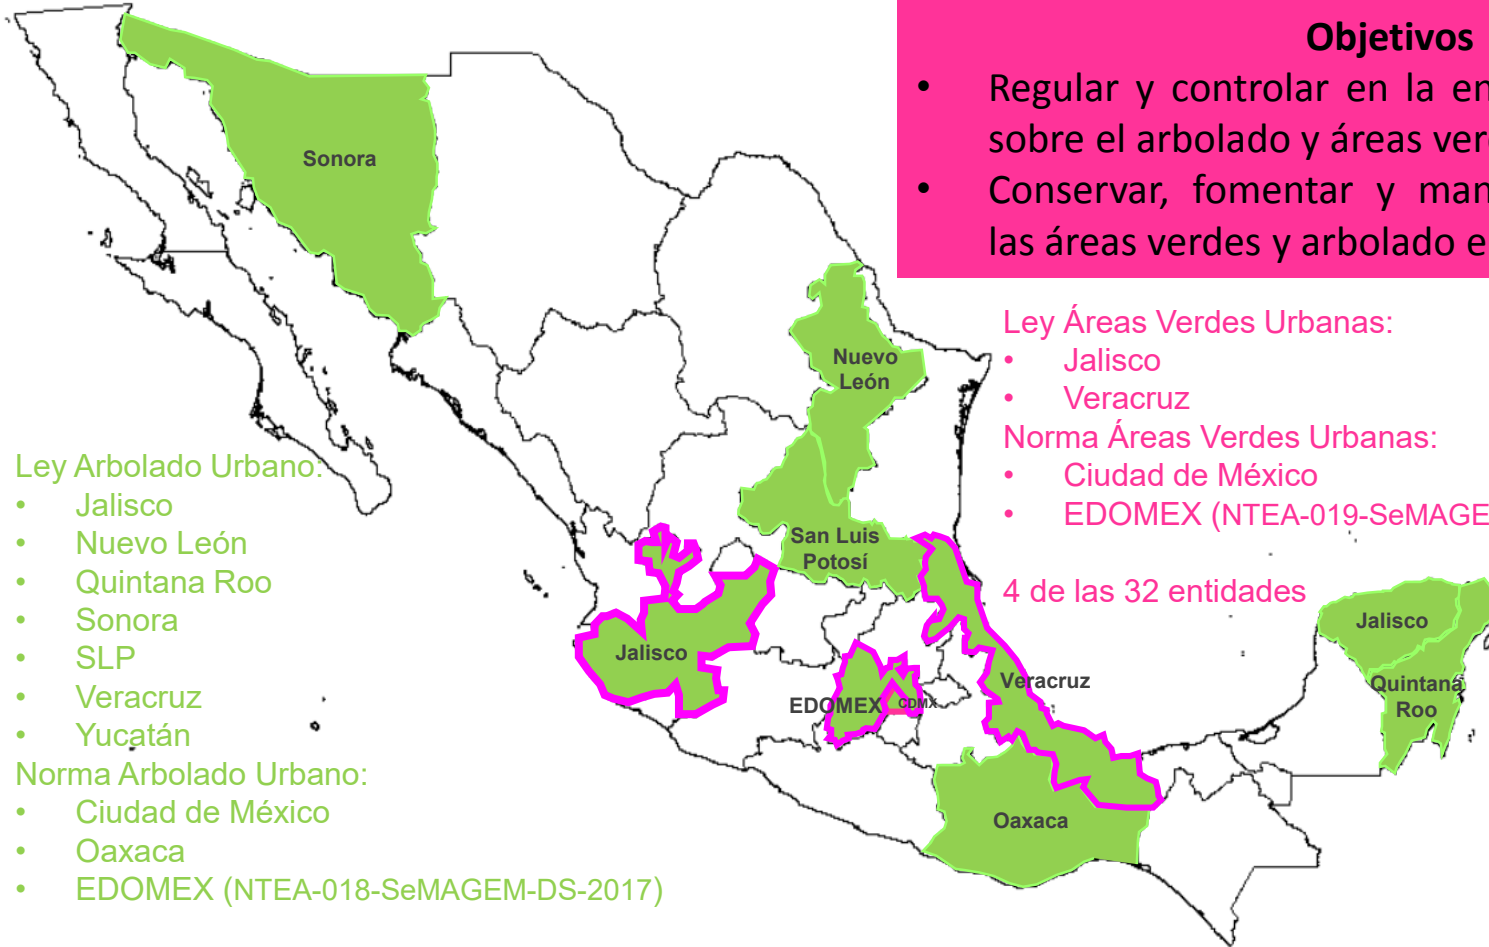 Objetivos
• Regular y controlar en la en
sobre el arbolado y áreas ver
• Conservar, fomentar y man
las áreas verdes y arbolado e
Sonora
Nuevo
León
San Luis
Potosí
Jalisco
EDOMEX
CDMX
Veracruz
Oaxaca
Jalisco
Quintana
Roo
Ley Áreas Verdes Urbanas:
• Jalisco
• Veracruz
Norma Áreas Verdes Urbanas:
• Ciudad de México
• EDOMEX (NTEA-019-SeMAGE
4 de las 32 entidades
Ley Arbolado Urbano:
• Jalisco
• Nuevo León
• Quintana Roo
• Sonora
• SLP
• Veracruz
• Yucatán
Norma Arbolado Urbano:
• Ciudad de México
• Oaxaca
• EDOMEX (NTEA-018-SeMAGEM-DS-2017)